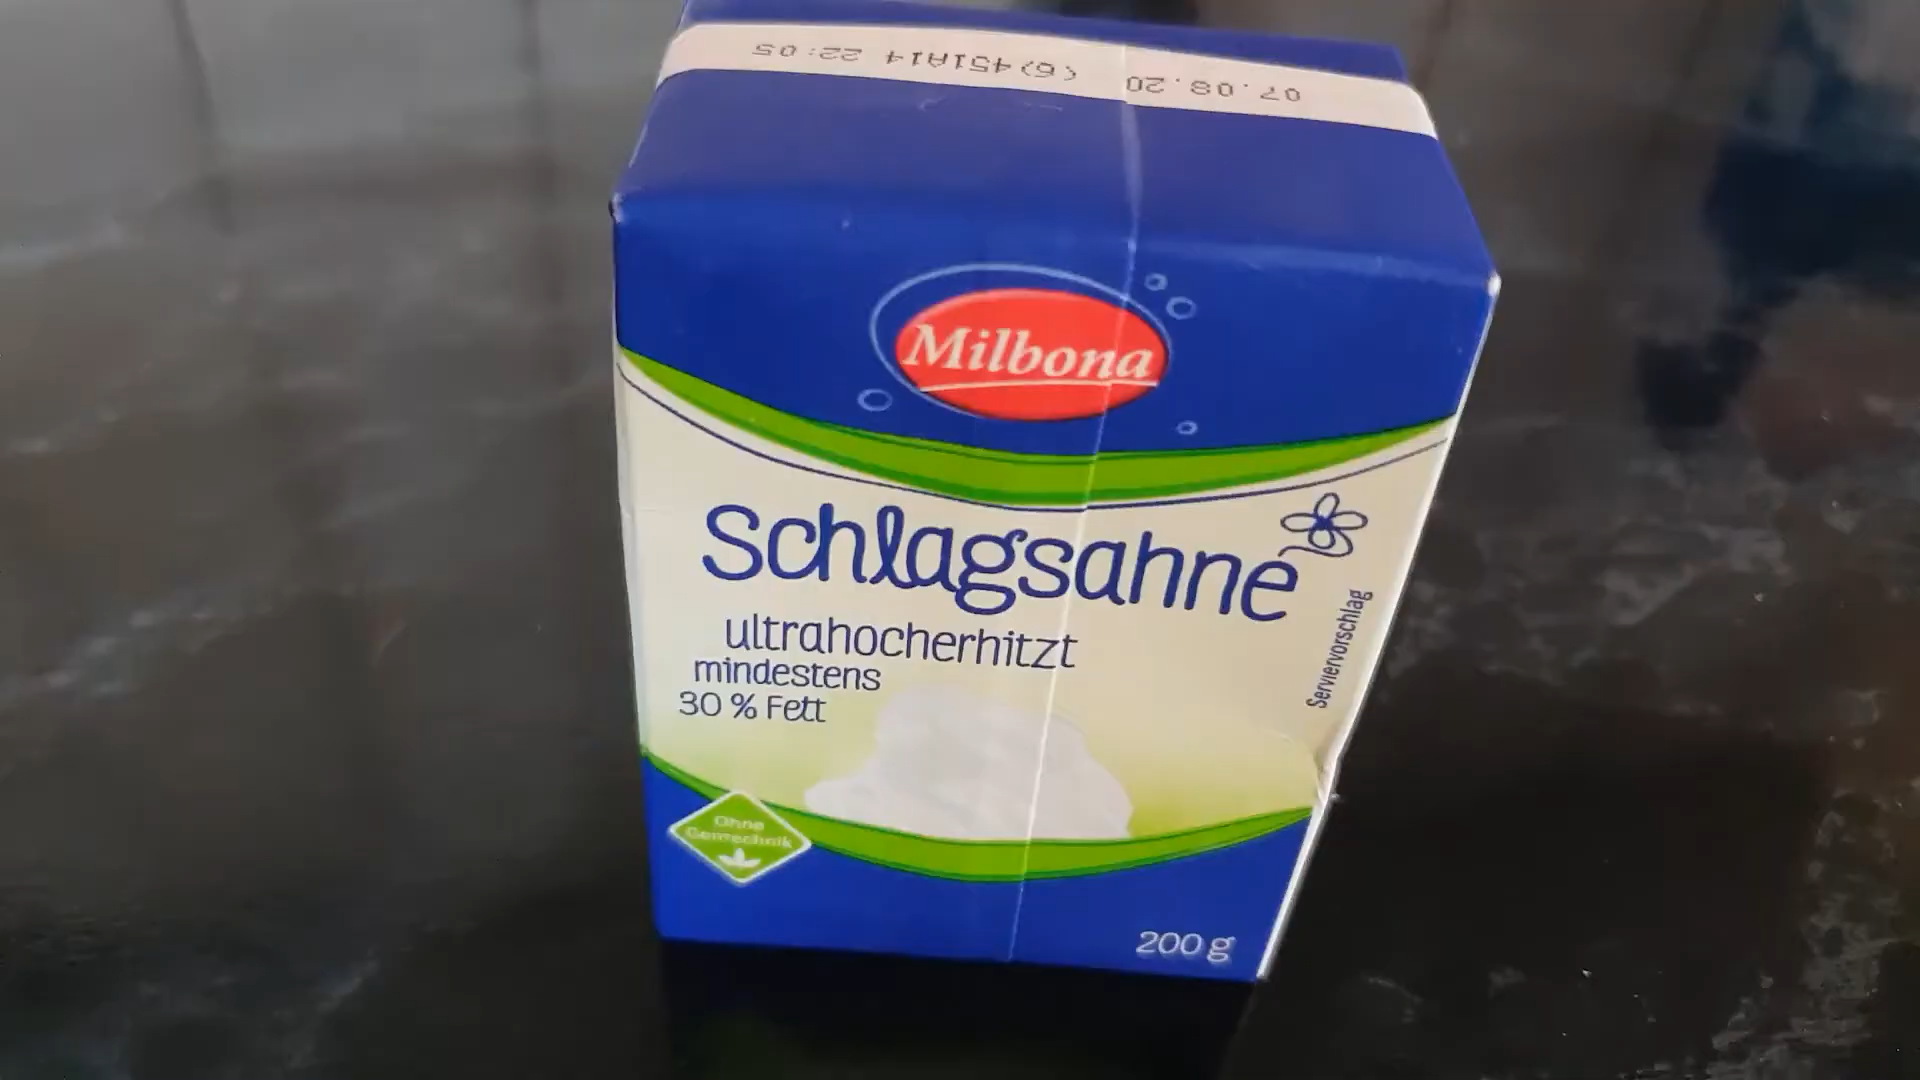 07.08.20 (6)451A14 22:05
Milbona
Schlagsahne
ultrahocherhitzt
mindestens
30 % Fett
Serviervorschlag
Ohne
Gentechnik
200 g